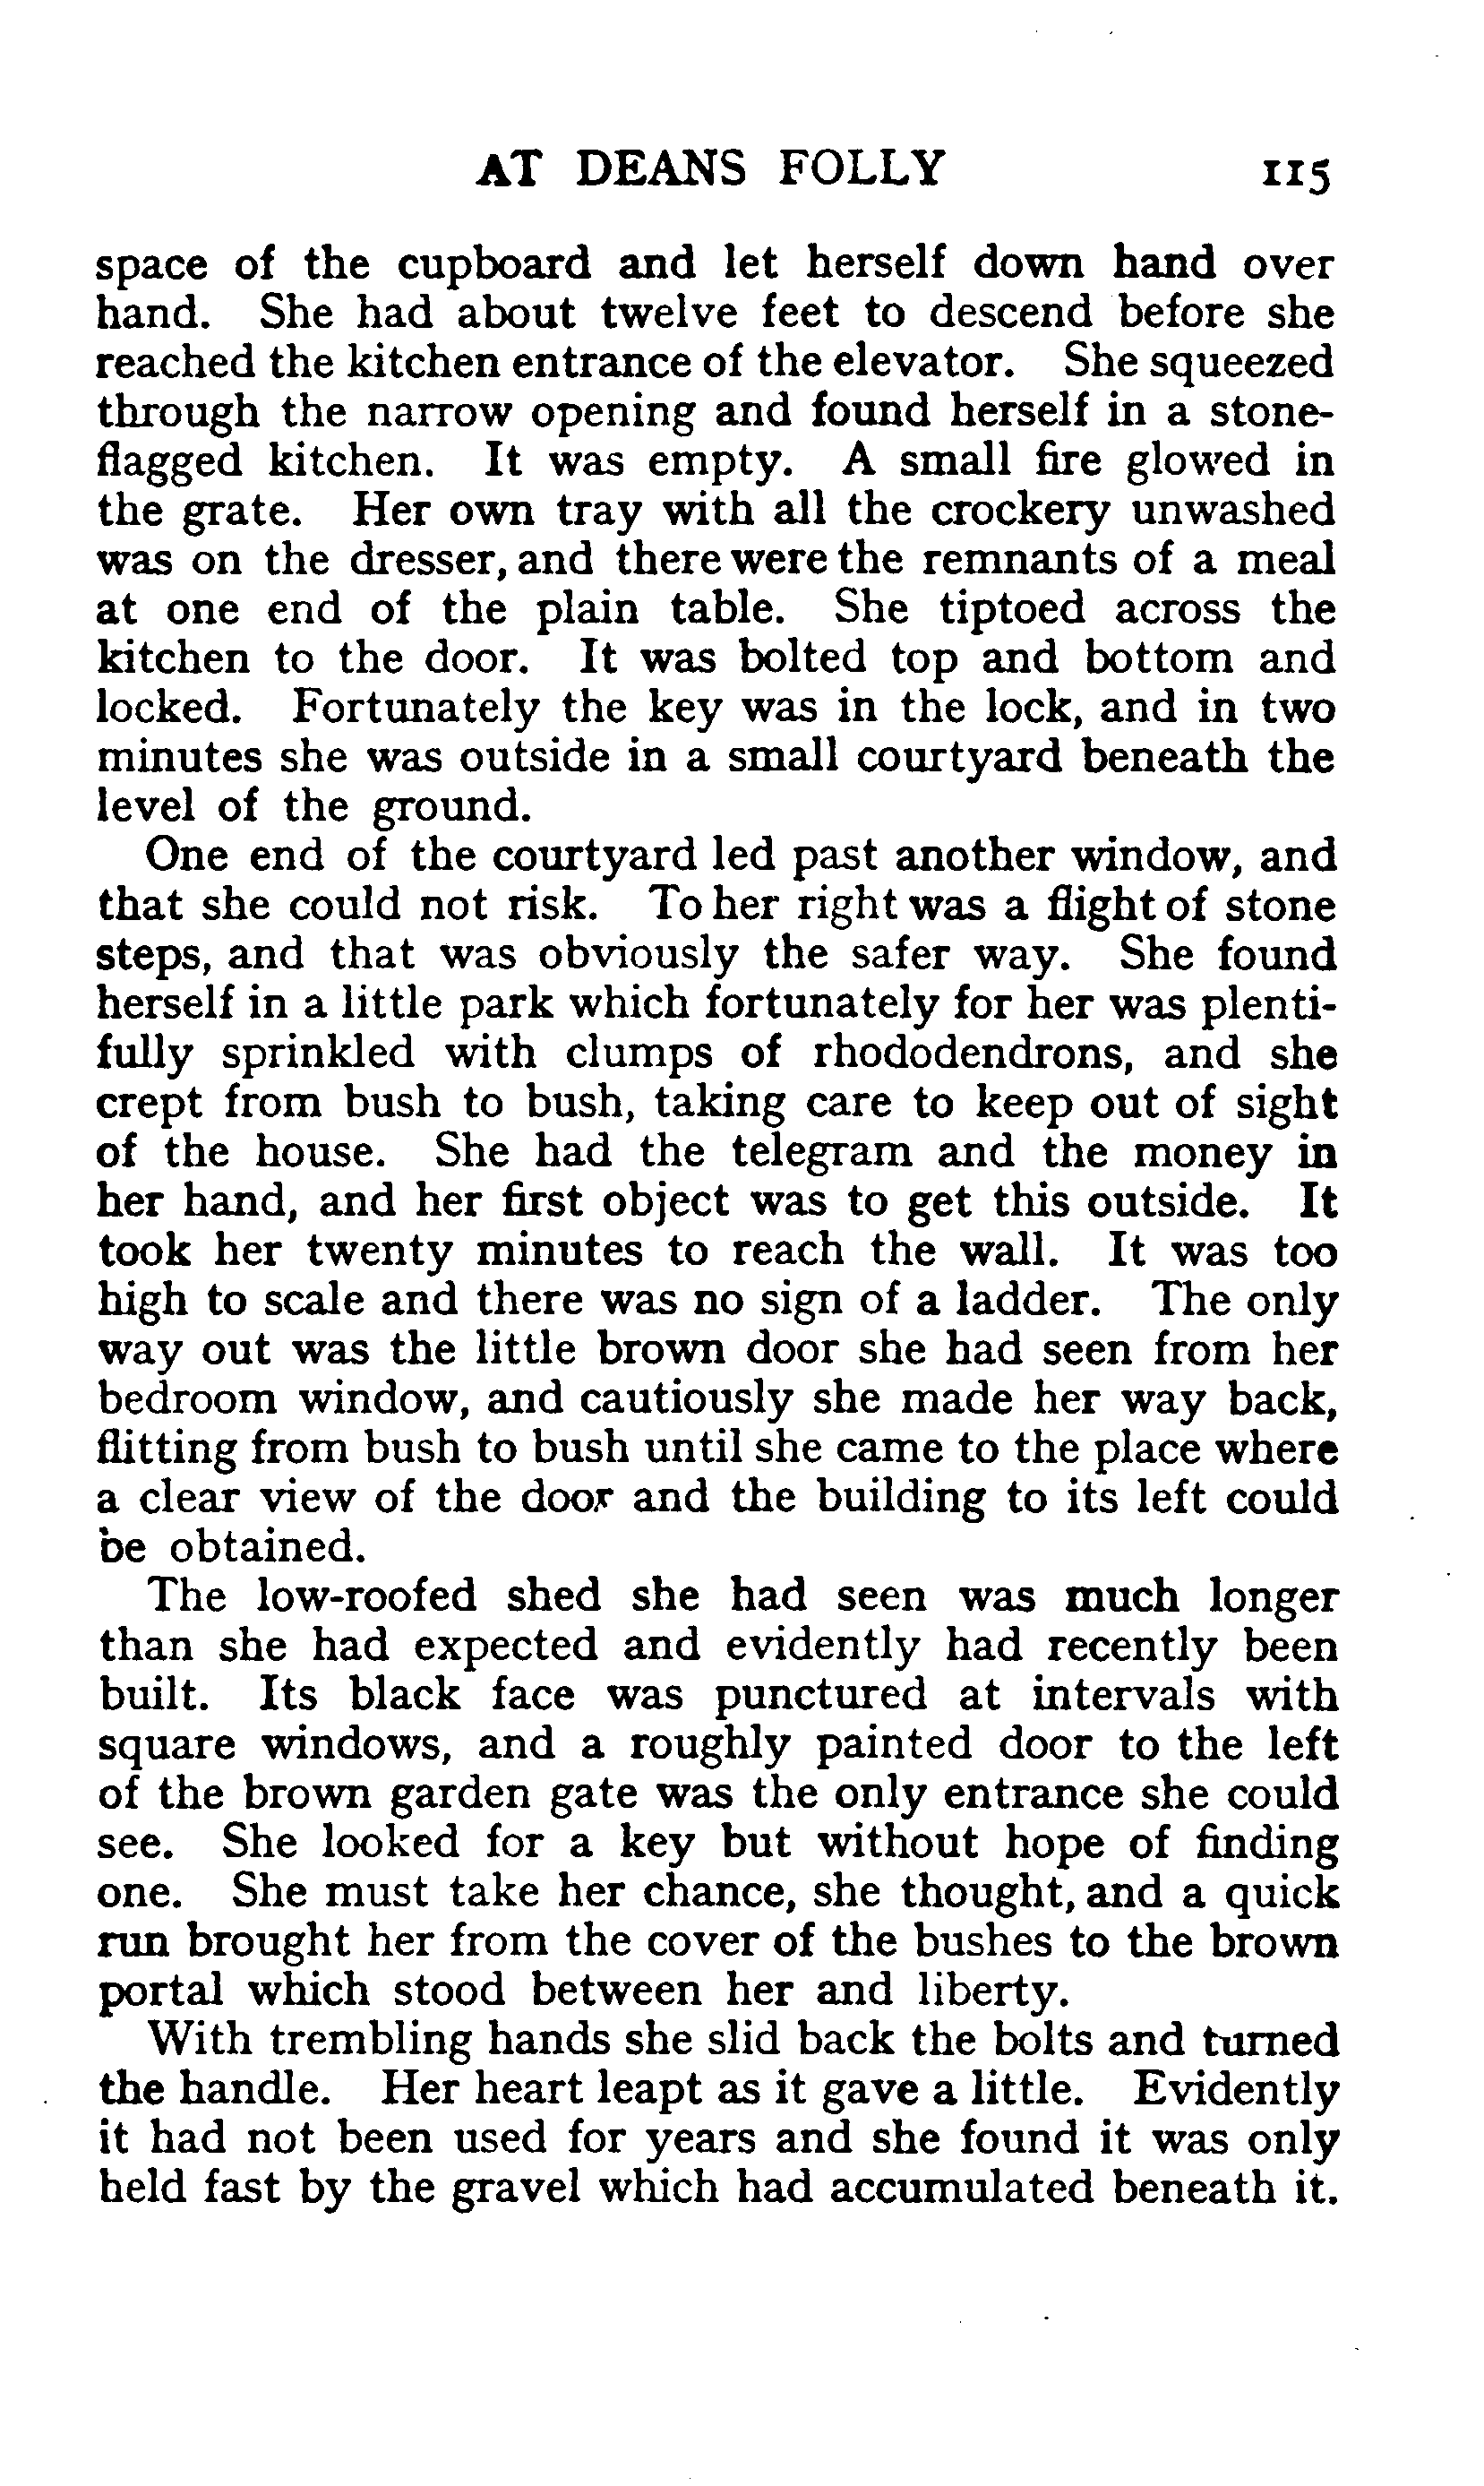 AT DEANS FOLLY 115
space of the cupboard and let herself down hand over
hand. She had about twelve feet to descend before she
reached the kitchen entrance of the elevator. She squeezed
through the narrow opening and found herself in a stone-
flagged kitchen. It was empty. A small fire glowed in
the grate. Her own tray with all the crockery unwashed
was on the dresser, and there were the remnants of a meal
at one end of the plain table. She tiptoed across the
kitchen to the door. It was bolted top and bottom and
locked. Fortunately the key was in the lock, and in two
minutes she was outside in a small courtyard beneath the
level of the ground.
One end of the courtyard led past another window, and
that she could not risk. To her right was a flight of stone
steps, and that was obviously the safer way. She found
herself in a little park which fortunately for her was plenti-
fully sprinkled with clumps of rhododendrons, and she
crept from bush to bush, taking care to keep out of sight
of the house. She had the telegram and the money in
her hand, and her first object was to get this outside. It
took her twenty minutes to reach the wall. It was too
high to scale and there was no sign of a ladder. The only
way out was the little brown door she had seen from her
bedroom window, and cautiously she made her way back,
flitting from bush to bush until she came to the place where
a clear view of the door and the building to its left could
be obtained.
The low-roofed shed she had seen was much longer
than she had expected and evidently had recently been
built. Its black face was punctured at intervals with
square windows, and a roughly painted door to the left
of the brown garden gate was the only entrance she could
see. She looked for a key but without hope of finding
one. She must take her chance, she thought, and a quick
run brought her from the cover of the bushes to the brown
portal which stood between her and liberty.
With trembling hands she slid back the bolts and turned
the handle. Her heart leapt as it gave a little. Evidently
it had not been used for years and she found it was only
held fast by the gravel which had accumulated beneath it.